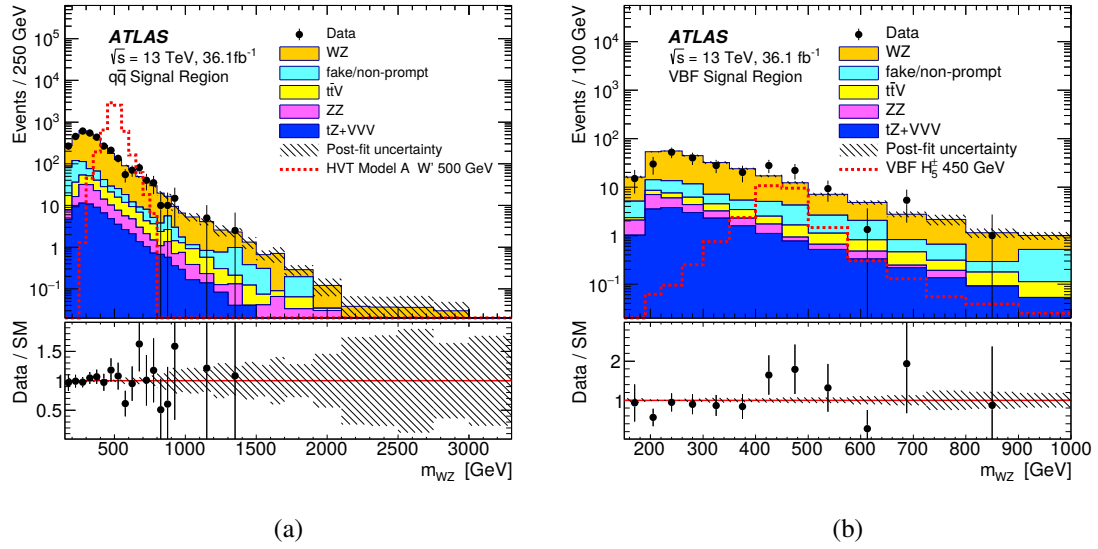 ATLAS
√s = 13 TeV, 36.1fb⁻¹
qq̄ Signal Region
Data
WZ
fake/non-prompt
tt̄V
ZZ
tZ+VVV
Post-fit uncertainty
HVT Model A W' 500 GeV
Events / 250 GeV
10⁵
10⁴
10³
10²
10
1
10⁻¹
Data / SM
1.5
1
0.5
500 1000 1500 2000 2500 3000
m_WZ [GeV]
(a)
ATLAS
√s = 13 TeV, 36.1 fb⁻¹
VBF Signal Region
Data
WZ
fake/non-prompt
tt̄V
ZZ
tZ+VVV
Post-fit uncertainty
VBF H₅± 450 GeV
Events / 100 GeV
10⁵
10⁴
10³
10²
10
1
10⁻¹
Data / SM
2
1
200 300 400 500 600 700 800 900 1000
m_WZ [GeV]
(b)